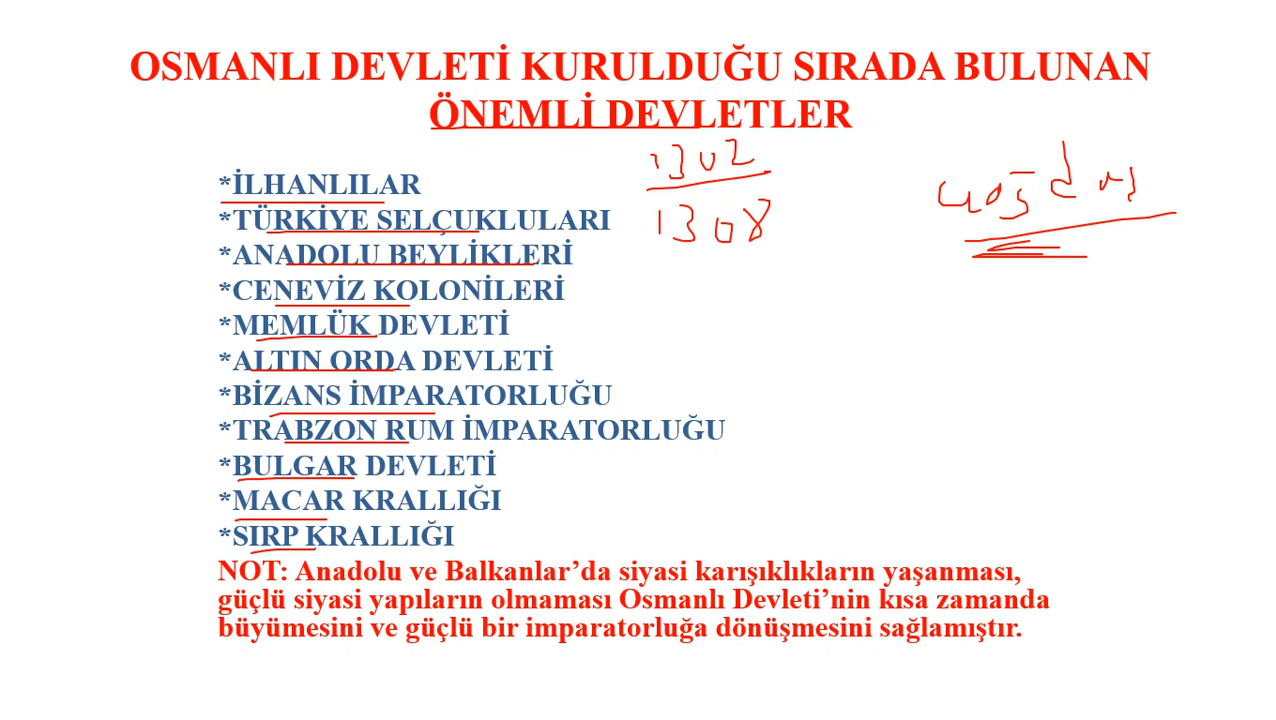 OSMANLI DEVLETİ KURULDUĞU SIRADA BULUNAN
ÖNEMLİ DEVLETLER
1302
1308
*İLHANLILAR
*TÜRKİYE SELÇUKLULARI
*ANADOLU BEYLİKLERİ
*CENEVİZ KOLONİLERİ
*MEMLÜK DEVLETİ
*ALTIN ORDA DEVLETİ
*BİZANS İMPARATORLUĞU
*TRABZON RUM İMPARATORLUĞU
*BULGAR DEVLETİ
*MACAR KRALLIĞI
*SIRP KRALLIĞI
NOT: Anadolu ve Balkanlar’da siyasi karışıklıkların yaşanması,
güçlü siyasi yapıların olmaması Osmanlı Devleti’nin kısa zamanda
büyümesini ve güçlü bir imparatorluğa dönüşmesini sağlamıştır.